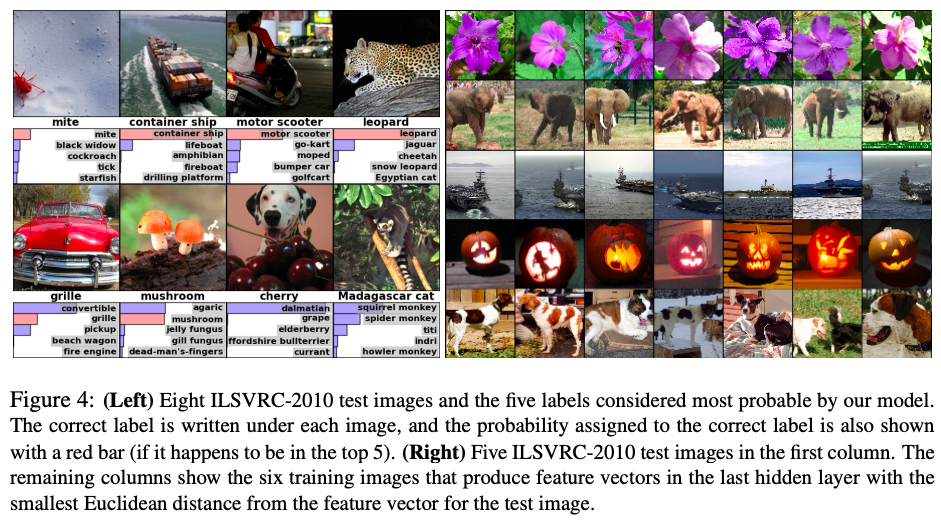 mite
container ship
motor scooter
leopard
mite
black widow
cockroach
tick
starfish
container ship
lifeboat
amphibian
fireboat
drilling platform
motor scooter
go-kart
moped
bumper car
golfcart
leopard
jaguar
cheetah
snow leopard
Egyptian cat
grille
mushroom
cherry
Madagascar cat
convertible
grille
pickup
beach wagon
fire engine
agaric
mushroom
jelly fungus
gill fungus
dead-man's-fingers
dalmatian
grape
elderberry
ffordshire bullterrier
currant
squirrel monkey
spider monkey
titi
indri
howler monkey
Figure 4: (Left) Eight ILSVRC-2010 test images and the five labels considered most probable by our model.
The correct label is written under each image, and the probability assigned to the correct label is also shown
with a red bar (if it happens to be in the top 5). (Right) Five ILSVRC-2010 test images in the first column. The
remaining columns show the six training images that produce feature vectors in the last hidden layer with the
smallest Euclidean distance from the feature vector for the test image.